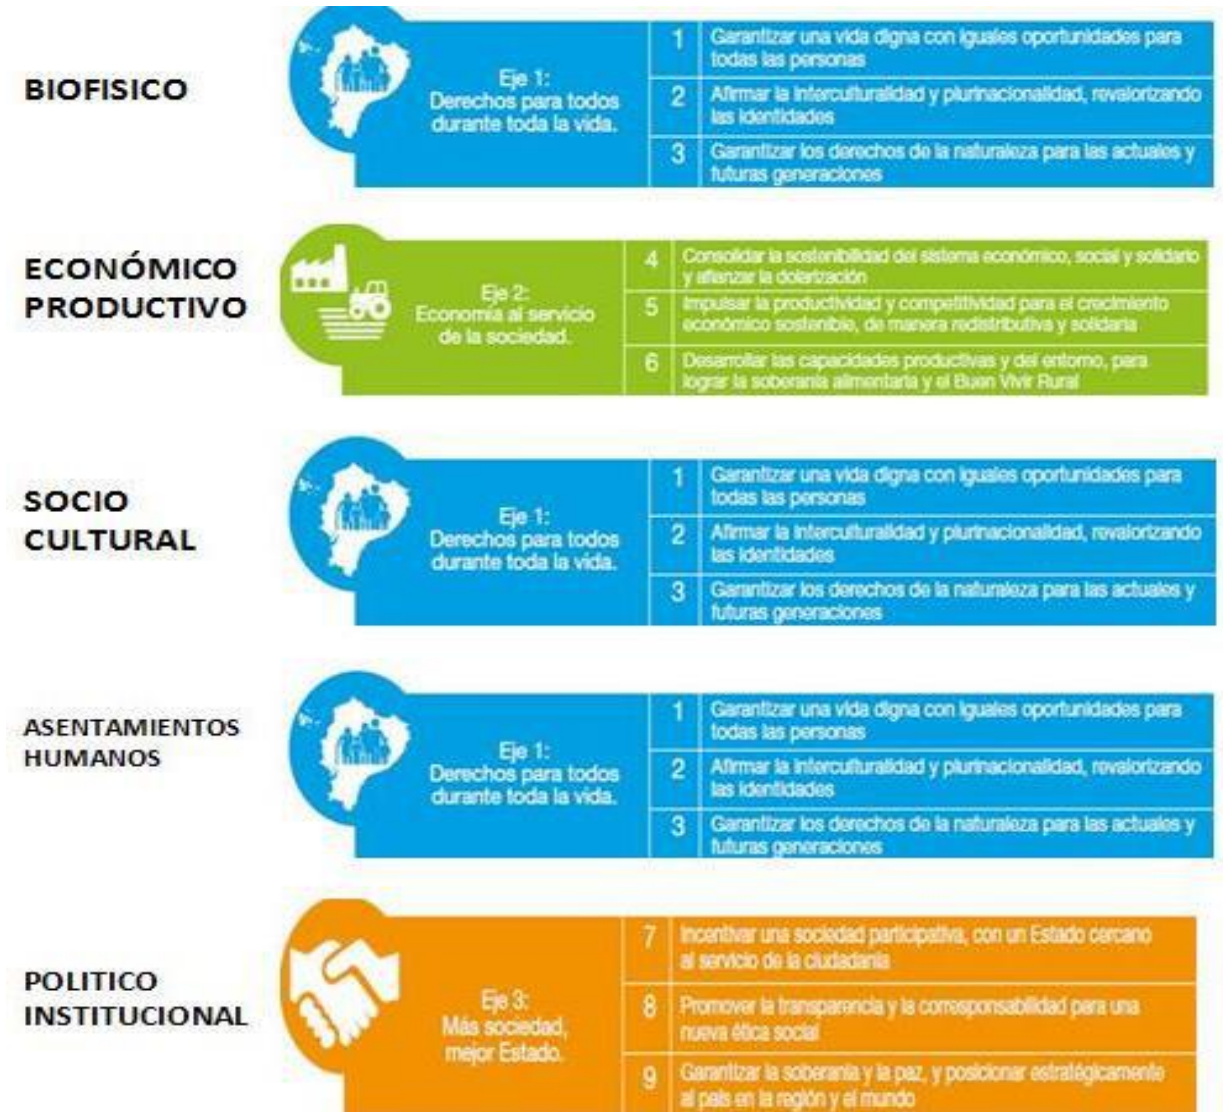 BIOFISICO
Eje 1:
Derechos para todos
durante toda la vida.
1 Garantizar una vida digna con iguales oportunidades para
todas las personas
2 Afirmar la interculturalidad y plurinacionalidad, revalorizando
las identidades
3 Garantizar los derechos de la naturaleza para las actuales y
futuras generaciones
ECONÓMICO
PRODUCTIVO
Eje 2:
Economía al servicio
de la sociedad.
4 Consolidar la sostenibilidad del sistema económico, social y solidario
y afianzar la dolarización
5 Impulsar la productividad y competitividad para el crecimiento
económico sostenible, de manera redistributiva y solidaria
6 Desarrollar las capacidades productivas y del entorno, para
lograr la soberanía alimentaria y el Buen Vivir Rural
SOCIO
CULTURAL
Eje 1:
Derechos para todos
durante toda la vida.
1 Garantizar una vida digna con iguales oportunidades para
todas las personas
2 Afirmar la interculturalidad y plurinacionalidad, revalorizando
las identidades
3 Garantizar los derechos de la naturaleza para las actuales y
futuras generaciones
ASENTAMIENTOS
HUMANOS
Eje 1:
Derechos para todos
durante toda la vida.
1 Garantizar una vida digna con iguales oportunidades para
todas las personas
2 Afirmar la interculturalidad y plurinacionalidad, revalorizando
las identidades
3 Garantizar los derechos de la naturaleza para las actuales y
futuras generaciones
POLITICO
INSTITUCIONAL
Eje 3:
Más sociedad,
mejor Estado.
7 Incentivar una sociedad participativa, con un Estado cercano
al servicio de la ciudadanía
8 Promover la transparencia y la corresponsabilidad para una
nueva ética social
9 Garantizar la soberanía y la paz, y posicionar estratégicamente
al país en la región y el mundo